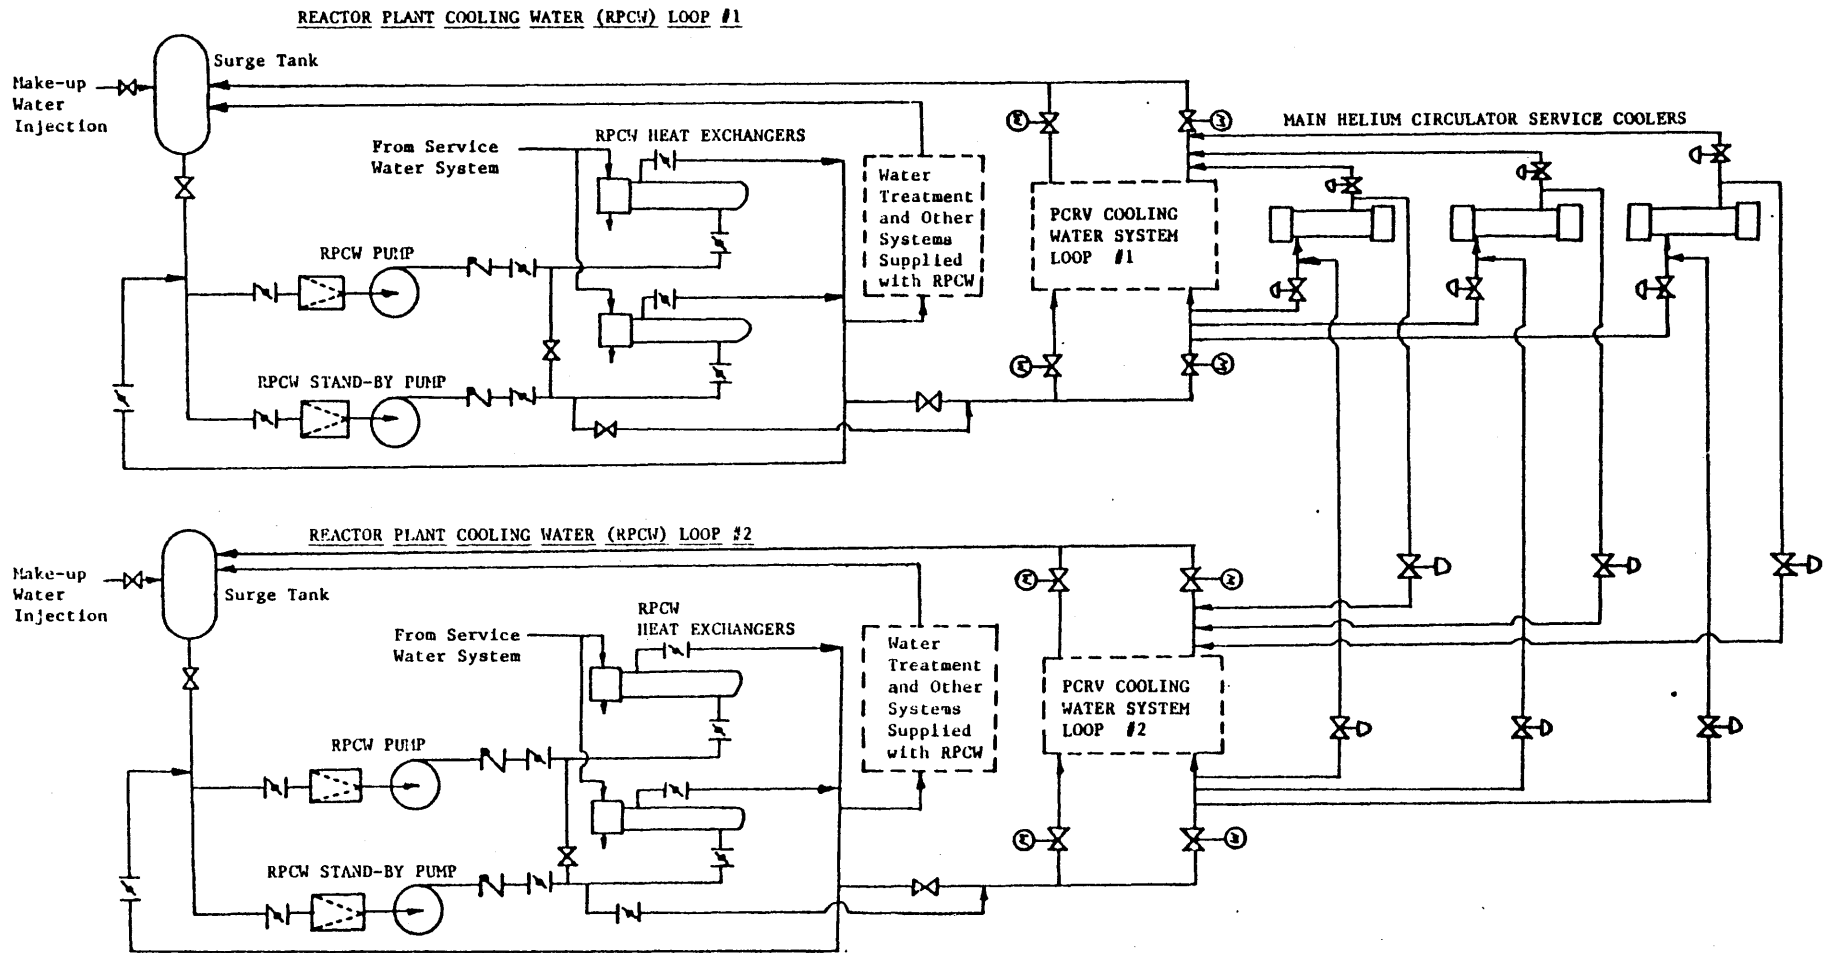 REACTOR PLANT COOLING WATER (RPCW) LOOP #1
Surge Tank
Make-up
Water
Injection
From Service
Water System
RPCW HEAT EXCHANGERS
Water
Treatment
and Other
Systems
Supplied
with RPCW
PCRV COOLING
WATER SYSTEM
LOOP #1
MAIN HELIUM CIRCULATOR SERVICE COOLERS
RPCW PUMP
RPCW STAND-BY PUMP
M
M
M
M
REACTOR PLANT COOLING WATER (RPCW) LOOP #2
Make-up
Water
Injection
Surge Tank
From Service
Water System
RPCW
HEAT EXCHANGERS
Water
Treatment
and Other
Systems
Supplied
with RPCW
PCRV COOLING
WATER SYSTEM
LOOP #2
RPCW PUMP
RPCW STAND-BY PUMP
M
M
M
M